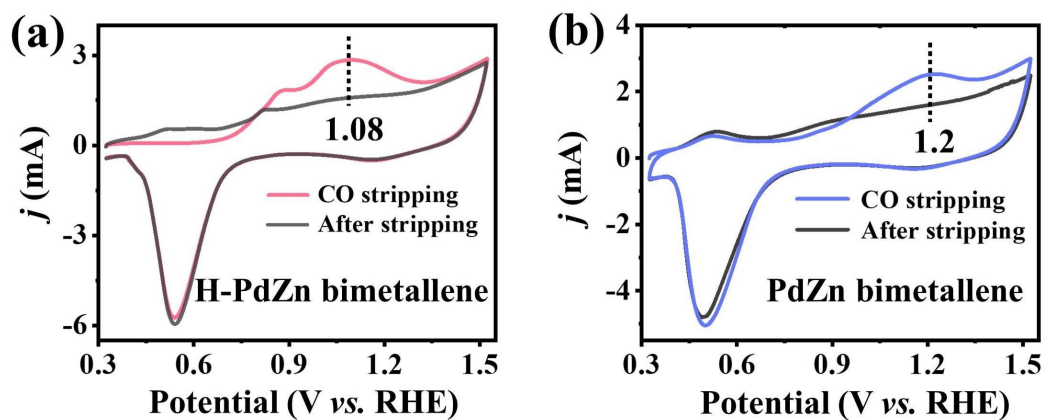 (a)
j (mA)
3
0
-3
-6
1.08
CO stripping
After stripping
H-PdZn bimetallene
0.3 0.6 0.9 1.2 1.5
Potential (V vs. RHE)
(b)
j (mA)
4
2
0
-2
-4
1.2
CO stripping
After stripping
PdZn bimetallene
0.3 0.6 0.9 1.2 1.5
Potential (V vs. RHE)